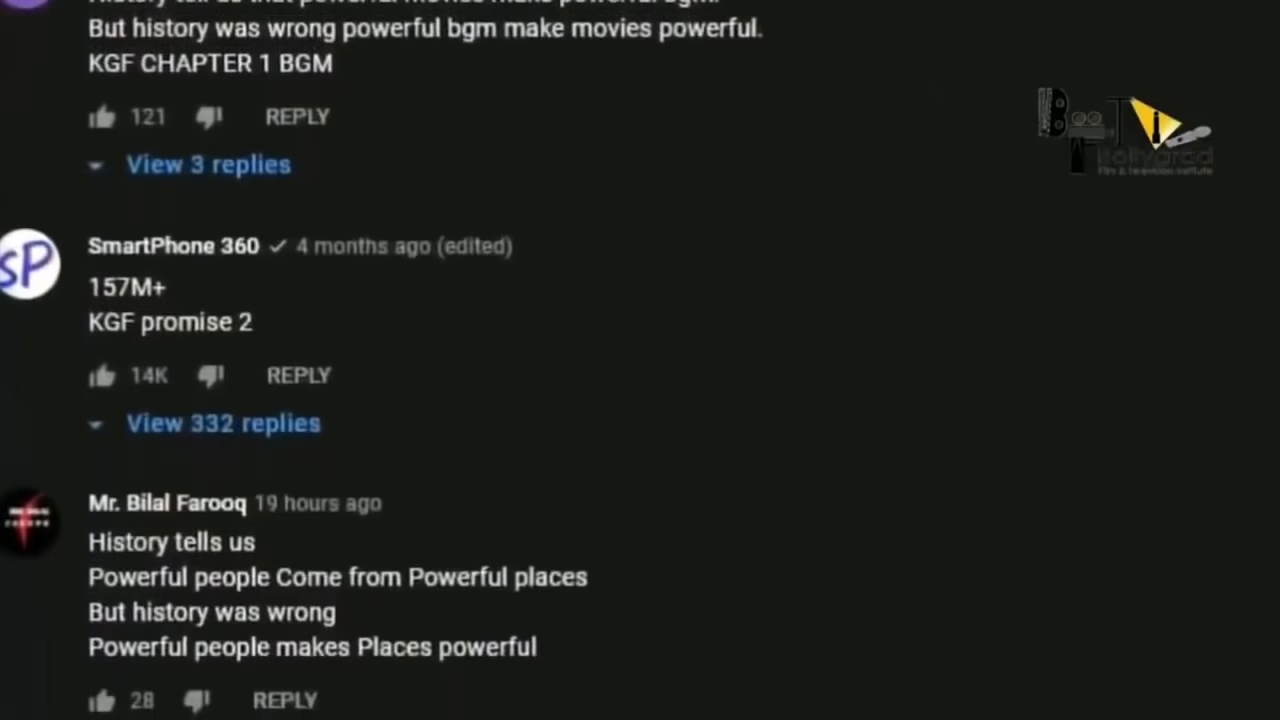 But history was wrong powerful bgm make movies powerful.
KGF CHAPTER 1 BGM
121 REPLY
View 3 replies
SmartPhone 360 4 months ago (edited)
157M+
KGF promise 2
14K REPLY
View 332 replies
Mr. Bilal Farooq 19 hours ago
History tells us
Powerful people Come from Powerful places
But history was wrong
Powerful people makes Places powerful
28 REPLY